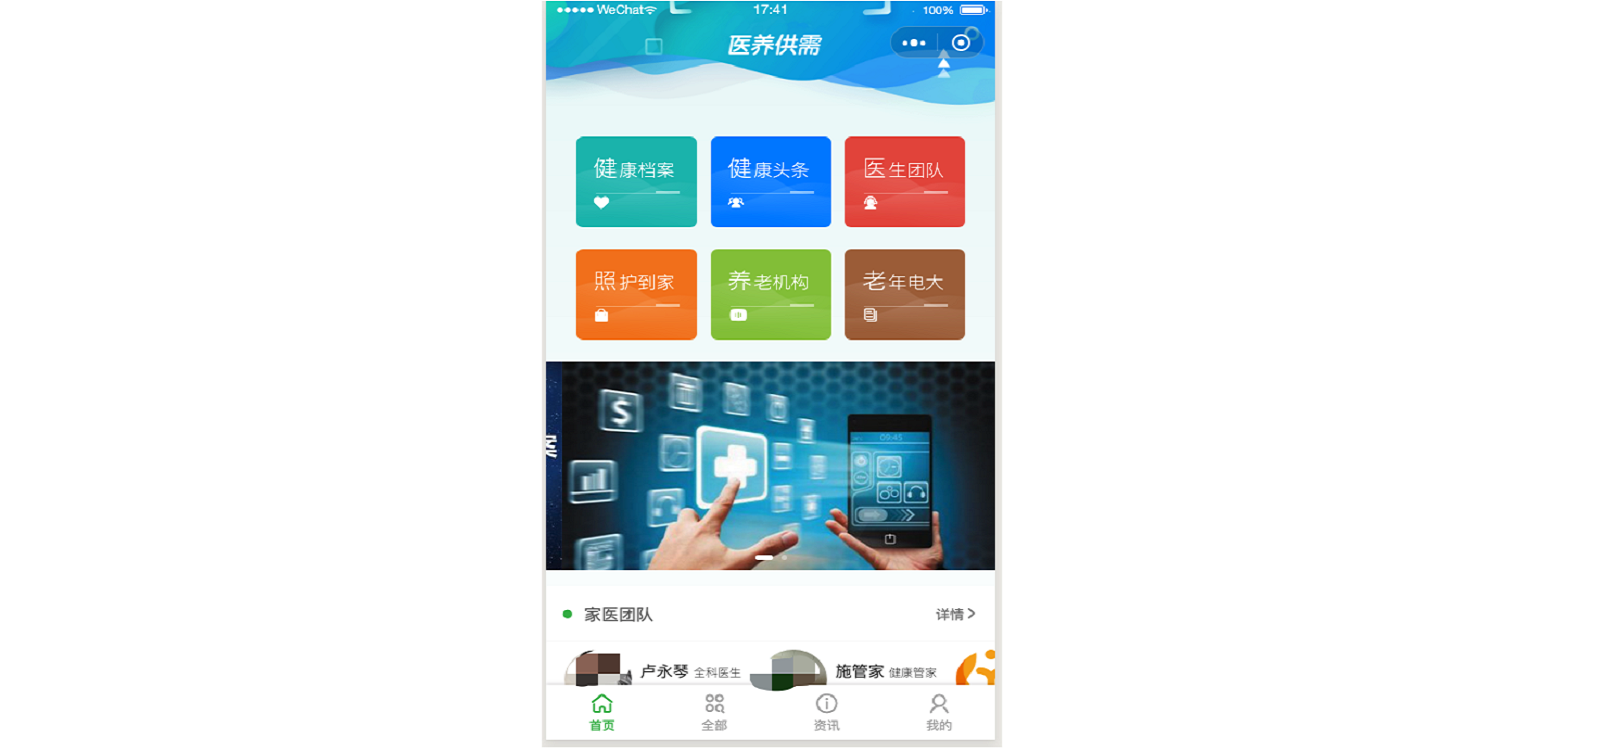 WeChat 17:41 100%
医养供需
健康档案 健康头条 医生团队
照护到家 养老机构 老年电大
案
09:45
家医团队 详情>
卢永琴 全科医生 施管家 健康管家
首页 全部 资讯 我的